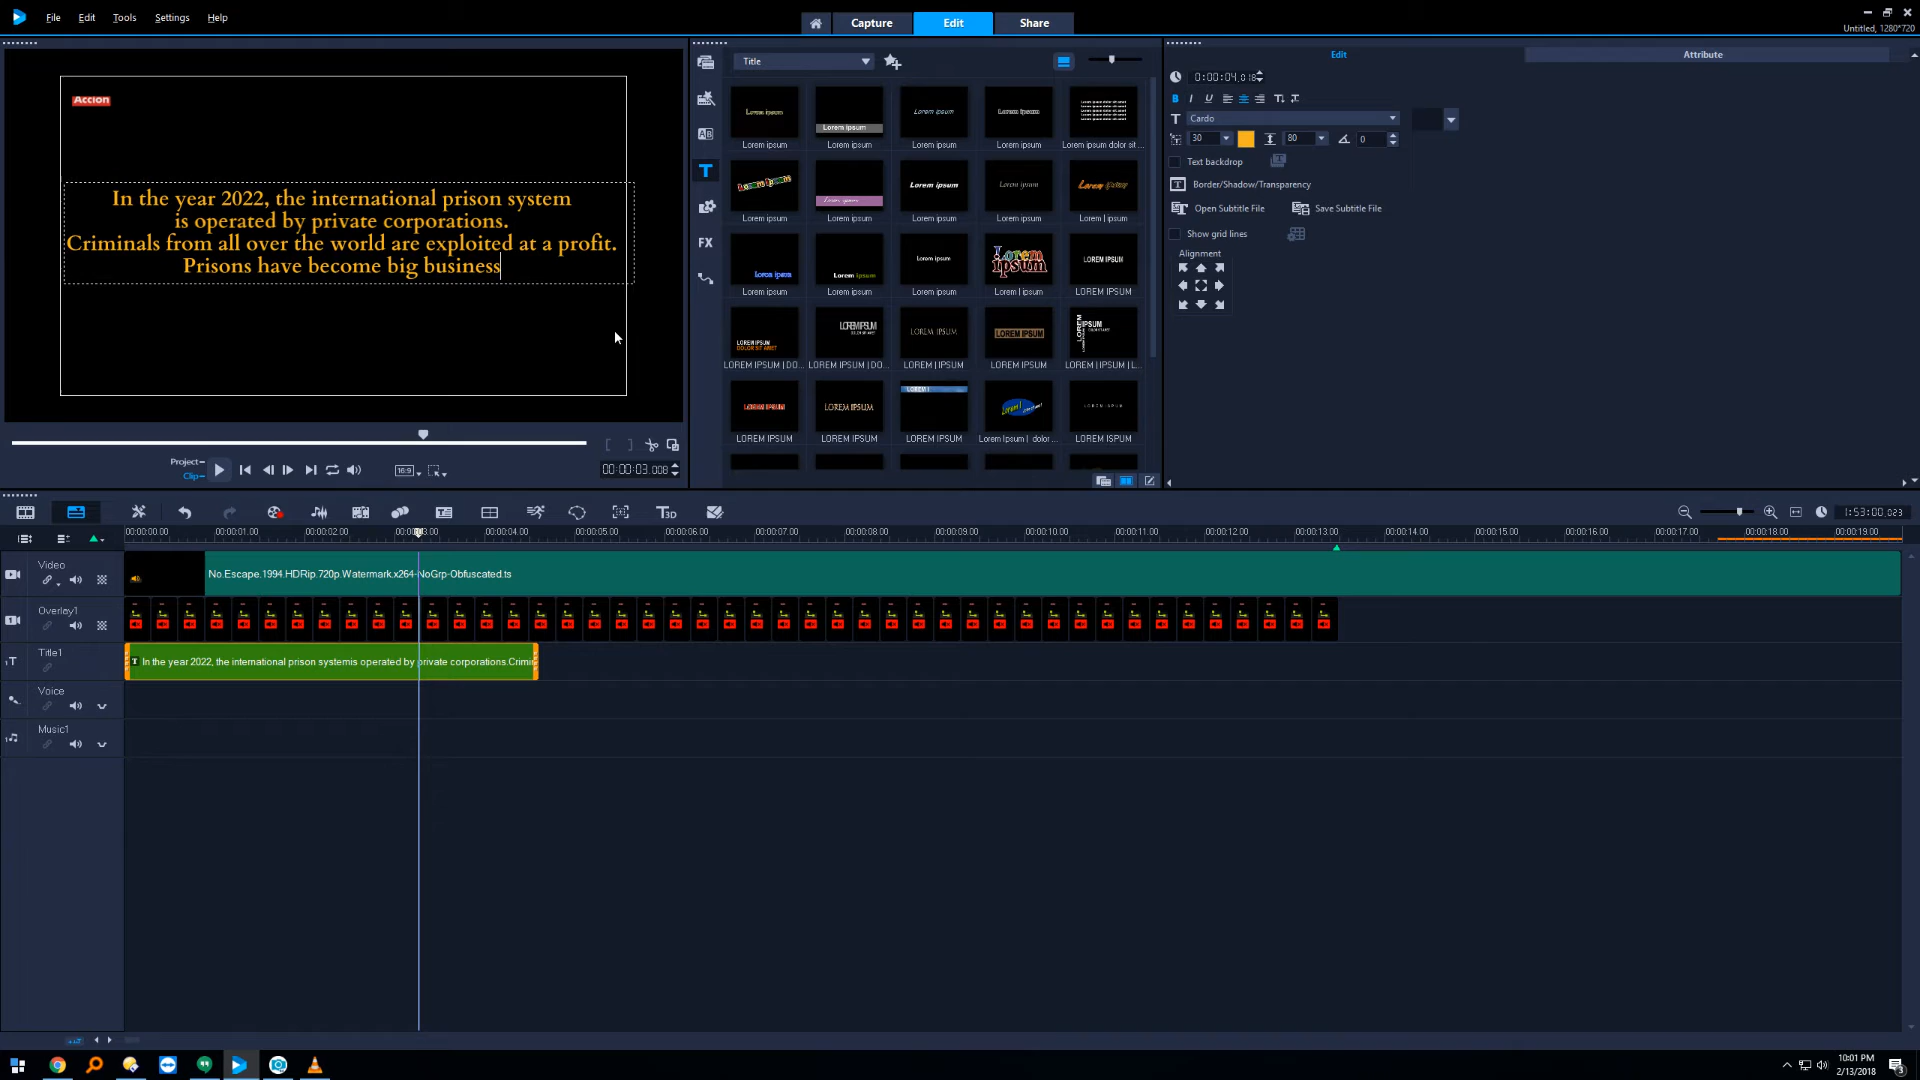 File Edit Tools Settings Help
Capture Edit Share
Untitled, 1280*720
Accion
In the year 2022, the international prison system
is operated by private corporations.
Criminals from all over the world are exploited at a profit.
Prisons have become big business
Project
Clip
16:9
00:00:03.008
Title
Lorem ipsum Lorem ipsum Lorem ipsum Lorem ipsum Lorem ipsum dolor sit ...
Lorem ipsum Lorem ipsum Lorem ipsum Lorem ipsum Lorem | ipsum
Lorem ipsum Lorem ipsum Lorem ipsum Lorem | ipsum LOREM IPSUM
LOREM IPSUM | DO... LOREM IPSUM | DO... LOREM | IPSUM LOREM IPSUM LOREM | IPSUM | L...
LOREM IPSUM LOREM IPSUM LOREM IPSUM Lorem Ipsum | dolor ... LOREM ISPUM
FX
Edit Attribute
0:00:04.018
B I U
Cardo
30 80 0
Text backdrop
Border/Shadow/Transparency
Open Subtitle File Save Subtitle File
Show grid lines
Alignment
1:53:00.023
00:00:00.00 00:00:01.00 00:00:02.00 00:00:04.00 00:00:05.00 00:00:06.00 00:00:07.00 00:00:08.00 00:00:09.00 00:00:10.00 00:00:11.00 00:00:12.00 00:00:13.00 00:00:14.00 00:00:15.00 00:00:16.00 00:00:17.00 00:00:18.00 00:00:19.00
Video
No.Escape.1994.HDRip.720p.Watermark.x264-NoGrp-Obfuscated.ts
Overlay1
Title1
In the year 2022, the international prison systemis operated by private corporations.Crimi
Voice
Music1
10:01 PM
2/13/2018